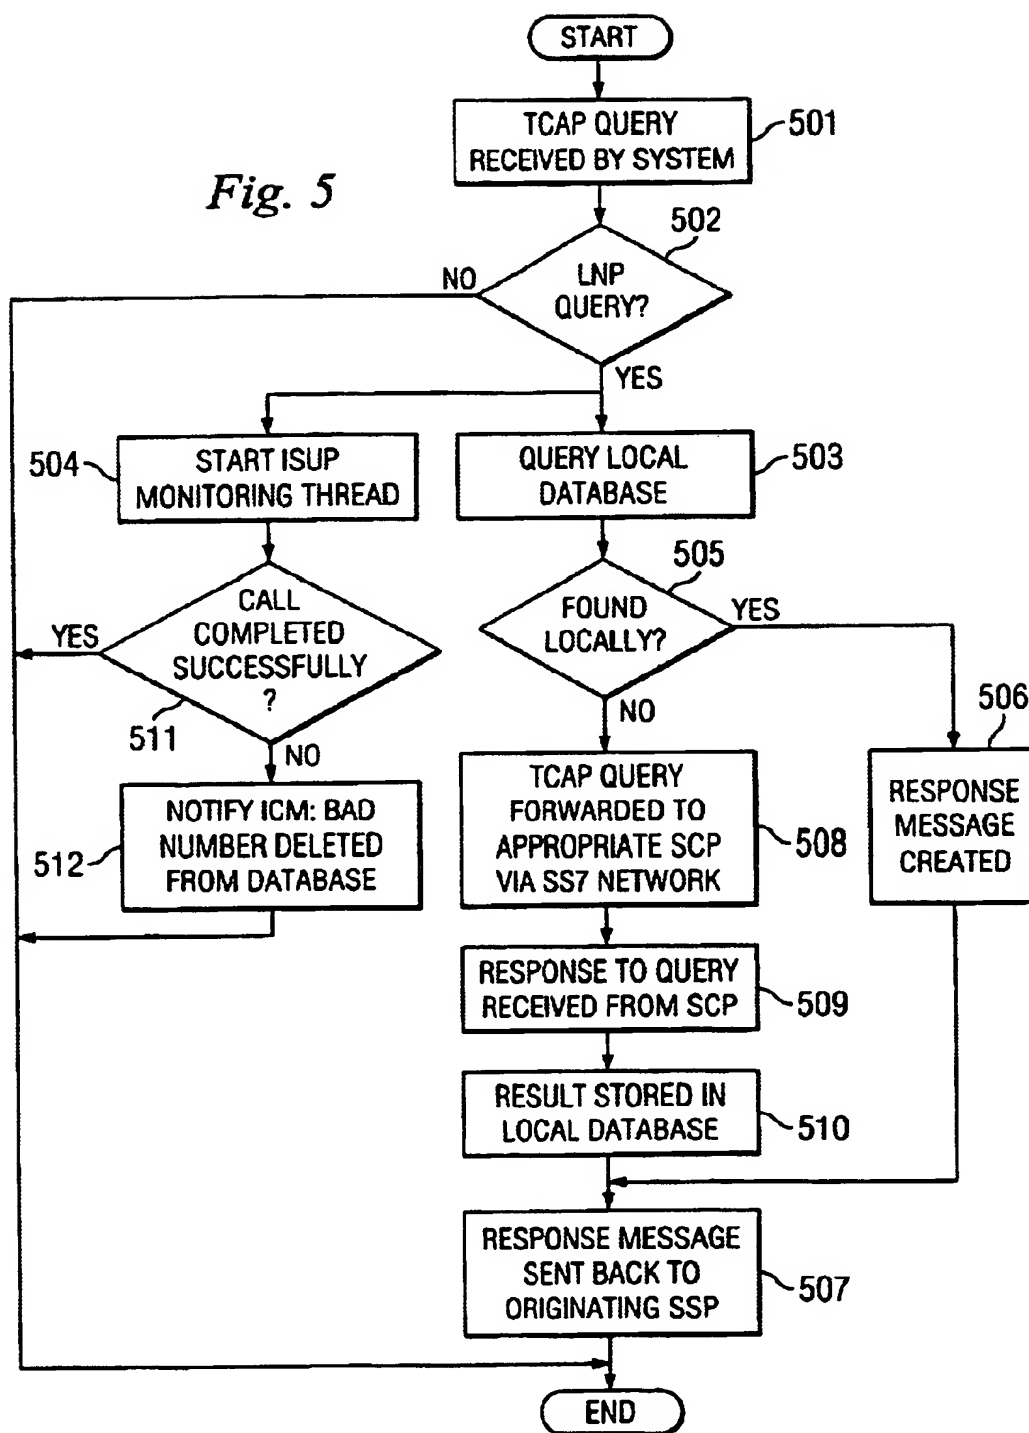 START
TCAP QUERY
RECEIVED BY SYSTEM
501
Fig. 5
502
LNP
QUERY?
NO
YES
504
START ISUP
MONITORING THREAD
QUERY LOCAL
DATABASE
503
505
CALL
COMPLETED
SUCCESSFULLY
?
YES
511
NO
FOUND
LOCALLY?
YES
NO
506
RESPONSE
MESSAGE
CREATED
512
NOTIFY ICM: BAD
NUMBER DELETED
FROM DATABASE
TCAP QUERY
FORWARDED TO
APPROPRIATE SCP
VIA SS7 NETWORK
508
RESPONSE TO QUERY
RECEIVED FROM SCP
509
RESULT STORED IN
LOCAL DATABASE
510
RESPONSE MESSAGE
SENT BACK TO
ORIGINATING SSP
507
END